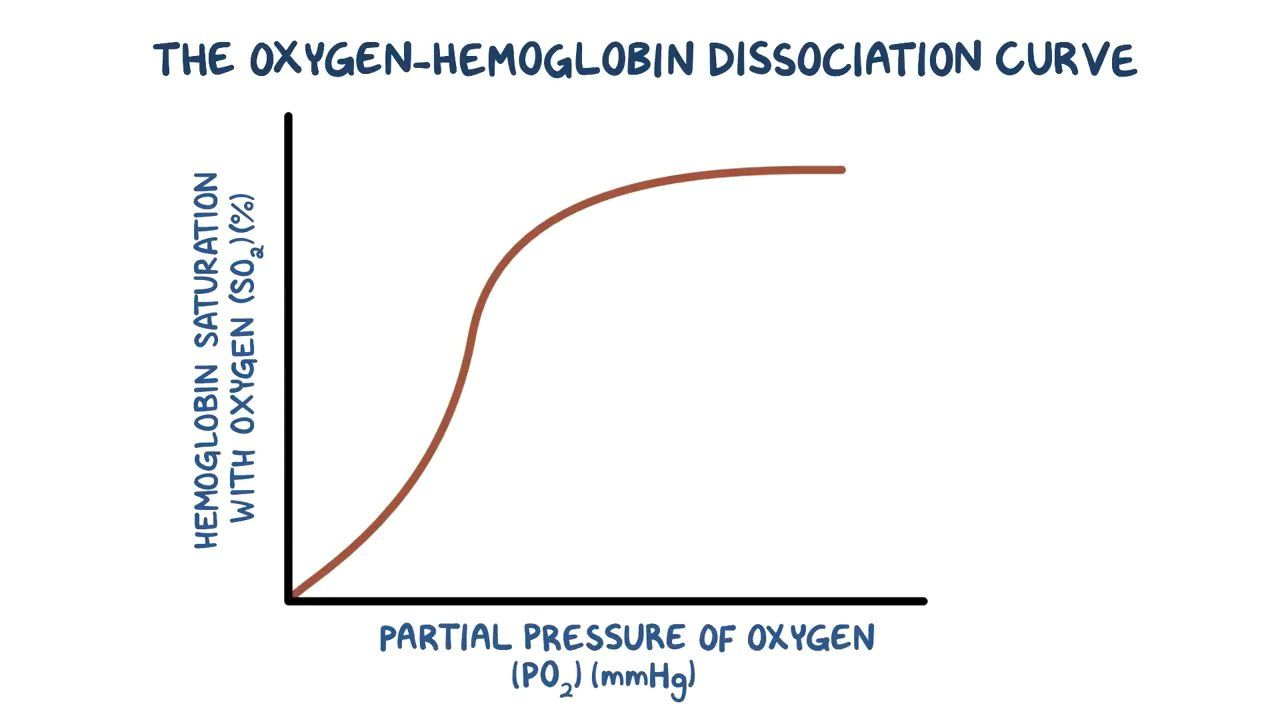 THE OXYGEN-HEMOGLOBIN DISSOCIATION CURVE
HEMOGLOBIN SATURATION
WITH OXYGEN (SO₂)(%)
PARTIAL PRESSURE OF OXYGEN
(PO₂) (mmHg)